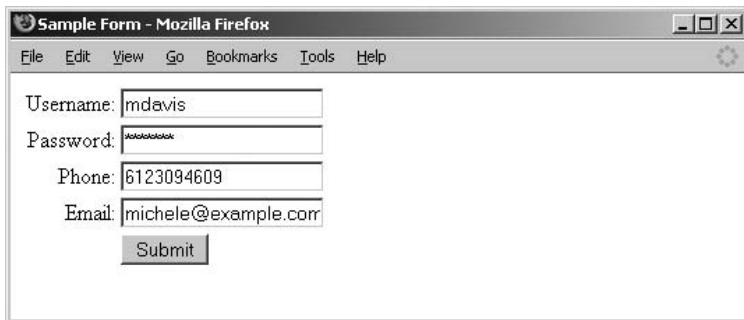 Sample Form - Mozilla Firefox
File Edit View Go Bookmarks Tools Help
Username: mdavis
Password: *******
Phone: 6123094609
Email: michele@example.com
Submit